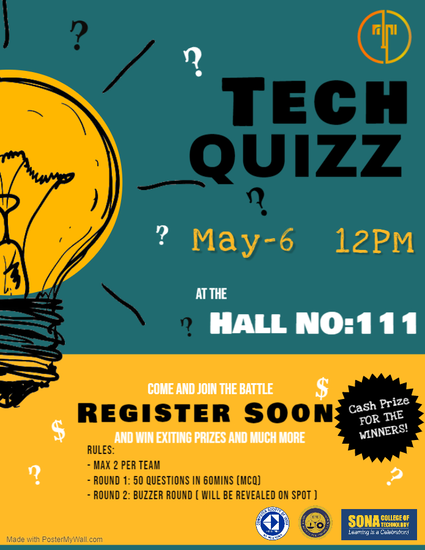 TECH
QUIZZ
May-6 12PM
AT THE
HALL NO:111
COME AND JOIN THE BATTLE
REGISTER SOON
AND WIN EXITING PRIZES AND MUCH MORE
Cash Prize
FOR THE
WINNERS!
RULES:
- MAX 2 PER TEAM
- ROUND 1: 50 QUESTIONS IN 60MINS (MCQ)
- ROUND 2: BUZZER ROUND ( WILL BE REVEALED ON SPOT )
SONA COLLEGE OF
TECHNOLOGY
Learning is a Celebration!
Made with PosterMyWall.com